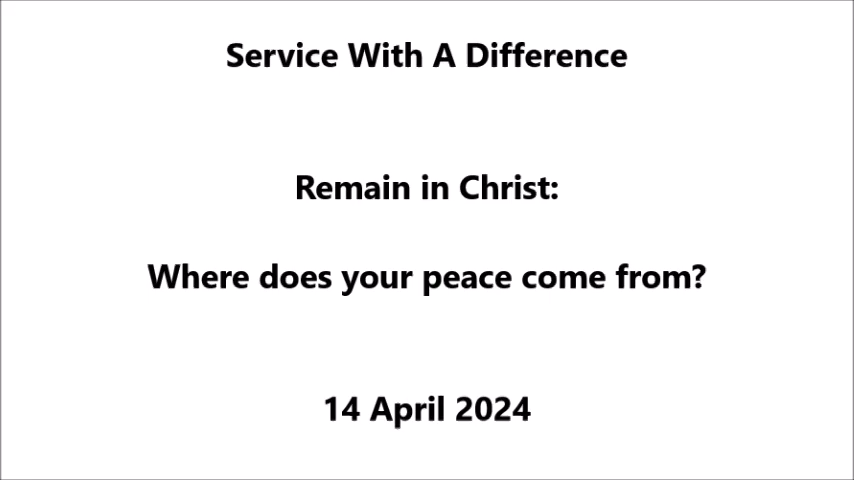 Service With A Difference
Remain in Christ:
Where does your peace come from?
14 April 2024